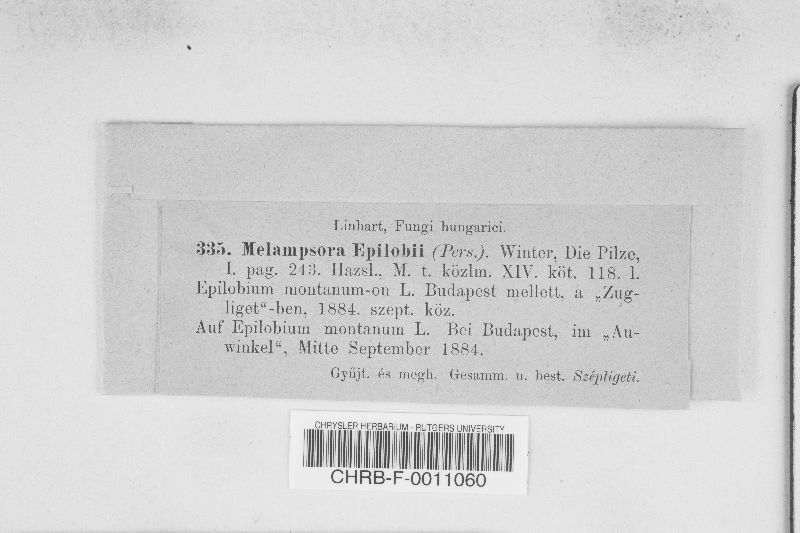 Linhart, Fungi hungarici.
335. Melampsora Epilobii (Pers.). Winter, Die Pilze,
I. pag. 243. Hazsl., M. t. közlm. XIV. köt. 118. l.
Epilobium montanum-on L. Budapest mellett, a „Zug-
liget“-ben, 1884. szept. köz.
Auf Epilobium montanum L. Bei Budapest, im „Au-
winkel“, Mitte September 1884.
Gyűjt. és megh. Gesamm. u. best. Szépligeti.
CHRYSLER HERBARIUM - RUTGERS UNIVERSITY
CHRB-F-0011060